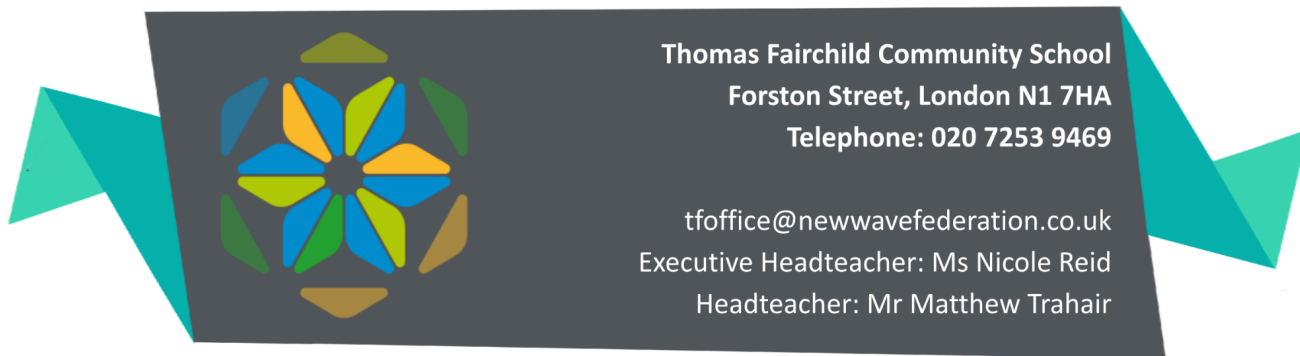 Thomas Fairchild Community School
Forston Street, London N1 7HA
Telephone: 020 7253 9469
tfoffice@newwavefederation.co.uk
Executive Headteacher: Ms Nicole Reid
Headteacher: Mr Matthew Trahair